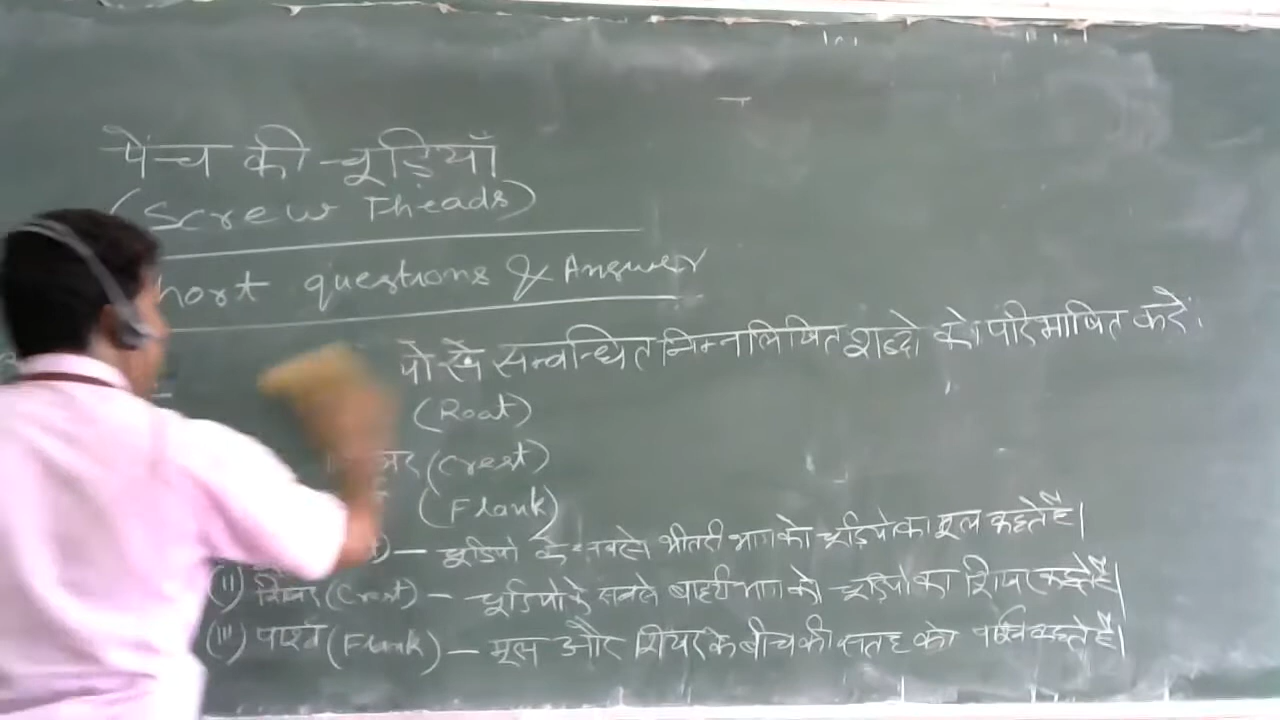 पेंच की चूड़ियाँ
(Screw Theads)
hort questions & Answer
यो से सम्बन्धित निम्नलिखित शब्दो को परिभाषित करें।
(Root)
(Crest)
(Flank)
– चूडियो के सबसे भीतरी भाग को चूड़ियो का मूल कहते हैं।
(ii) शिखर (Crest) – चूडियो के सबसे बाहरी भाग को चूड़ियो का शिखर कहते हैं।
(iii) पार्श्व (Flank) – मूल और शिखर के बीच की सतह को पार्श्व कहते हैं।